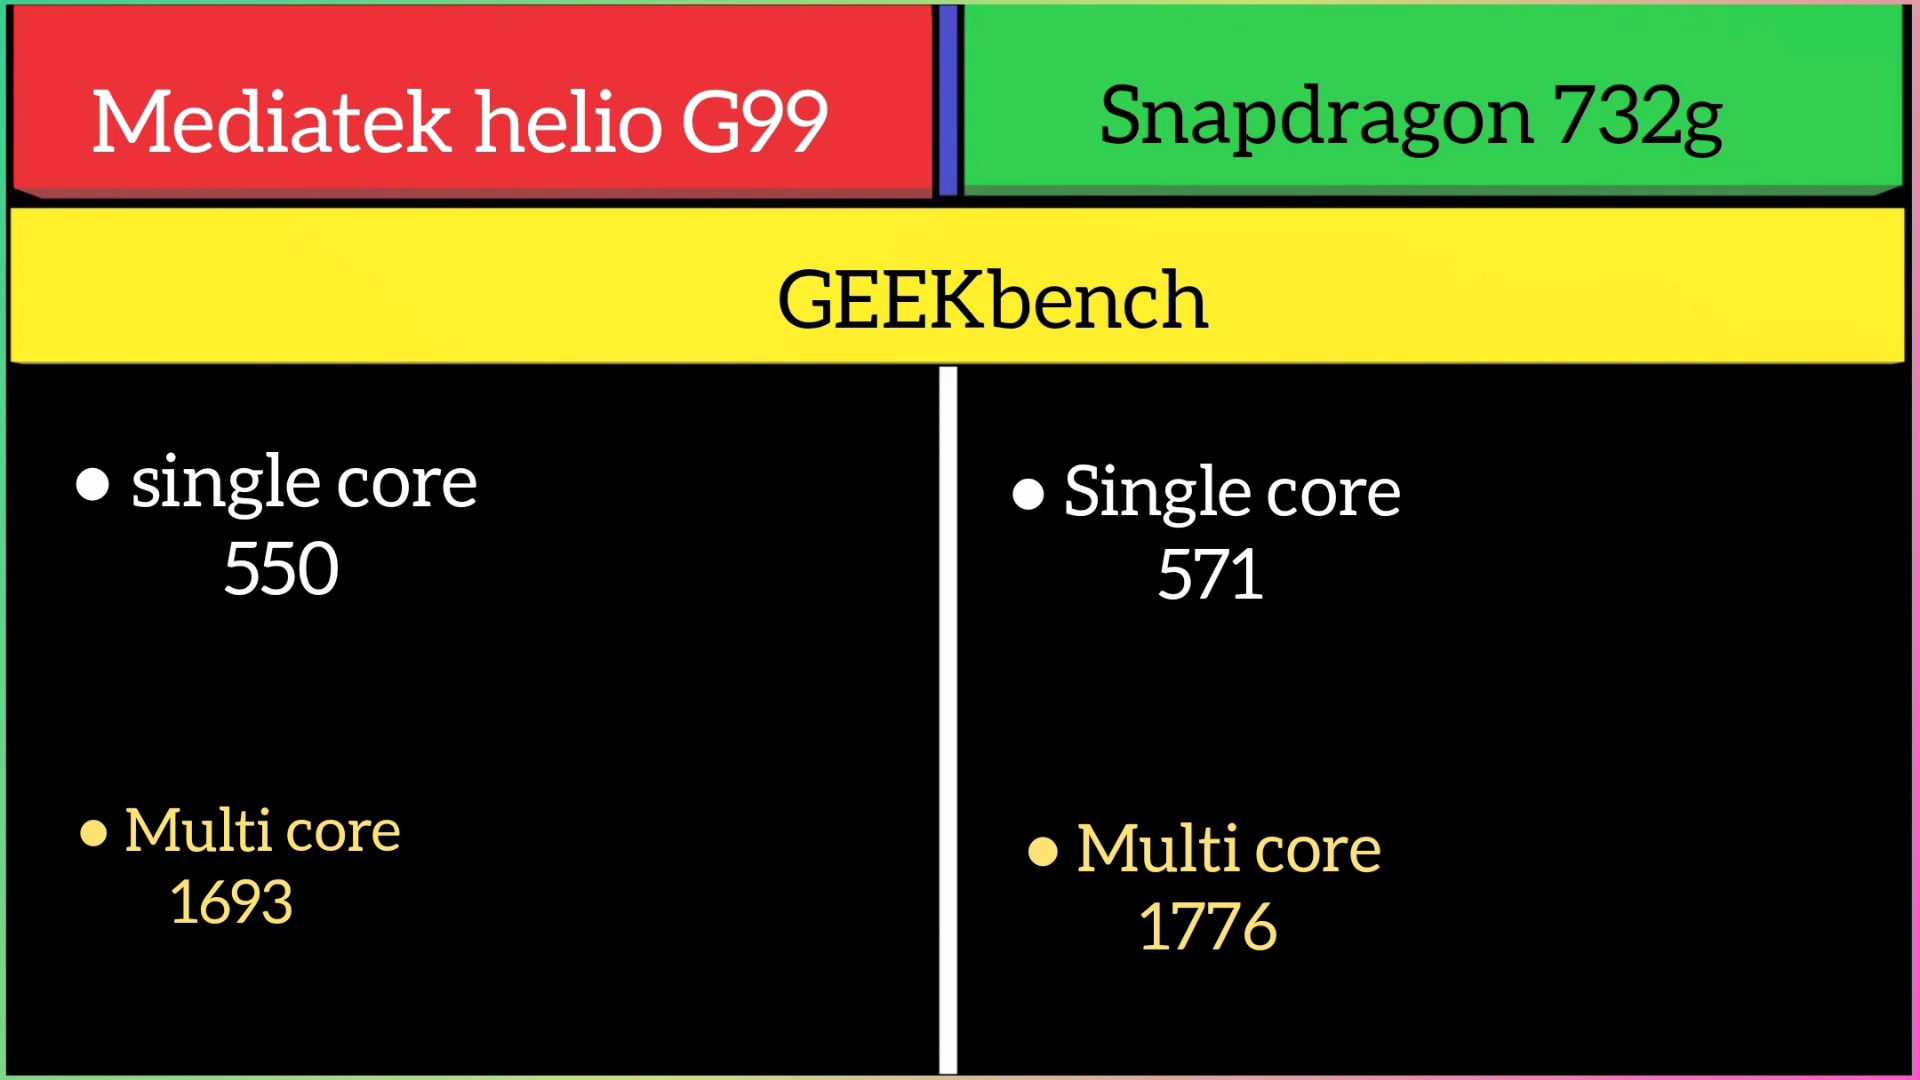 Mediatek helio G99
Snapdragon 732g
GEEKbench
• single core
550
• Multi core
1693
• Single core
571
• Multi core
1776